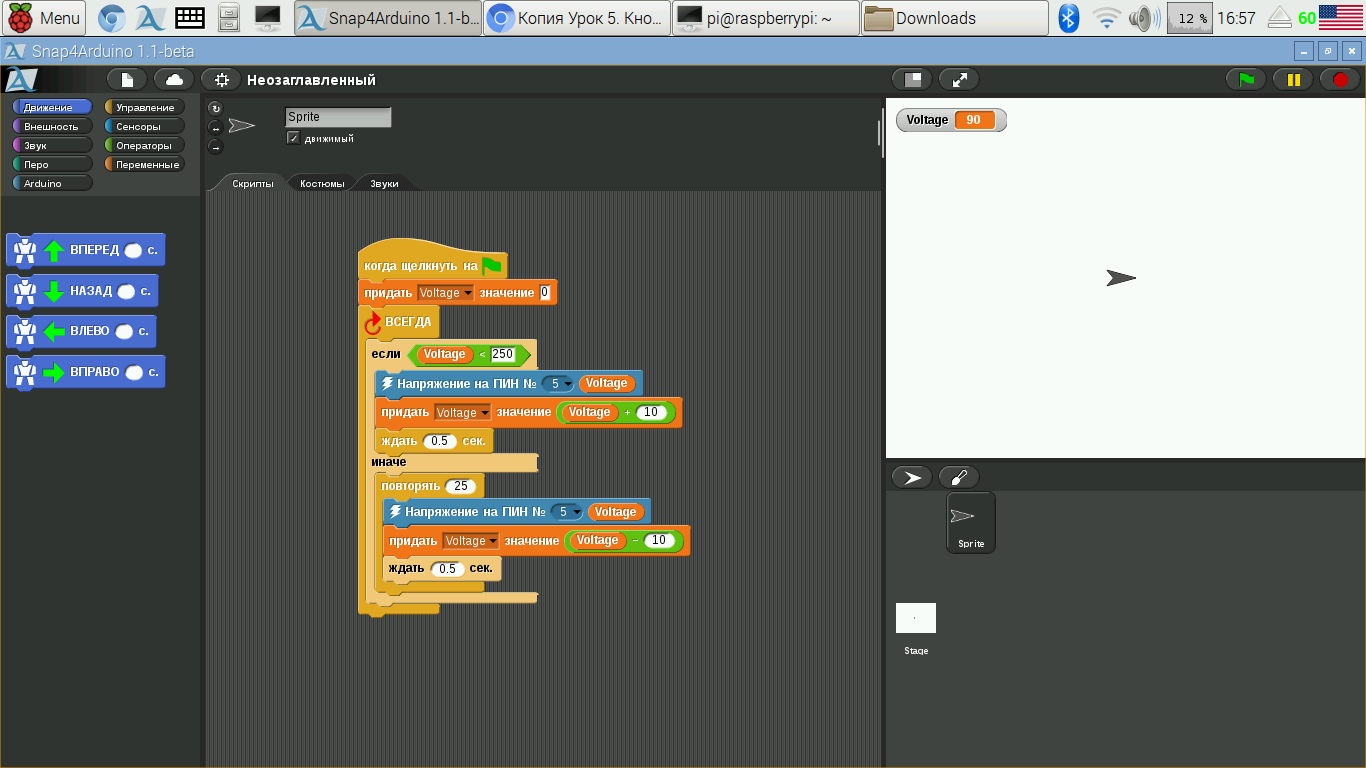 Menu
Snap4Arduino 1.1-b...
Копия Урок 5. Кно...
pi@raspberrypi: ~
Downloads
12 %
16:57
60
Snap4Arduino 1.1-beta
Неозаглавленный
Движение
Управление
Внешность
Сенсоры
Звук
Операторы
Перо
Переменные
Arduino
Sprite
движимый
Скрипты
Костюмы
Звуки
ВПЕРЕД с.
НАЗАД с.
ВЛЕВО с.
ВПРАВО с.
когда щелкнуть на
придать Voltage значение 0
ВСЕГДА
если Voltage < 250
Напряжение на ПИН № 5 Voltage
придать Voltage значение Voltage + 10
ждать 0.5 сек.
иначе
повторять 25
Напряжение на ПИН № 5 Voltage
придать Voltage значение Voltage - 10
ждать 0.5 сек.
Voltage 90
Sprite
Stage